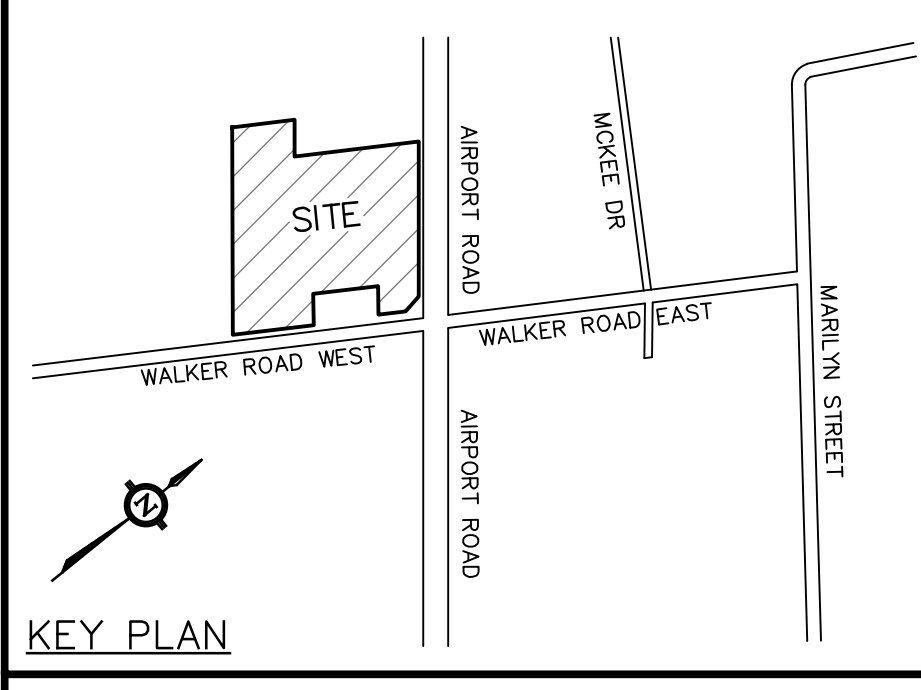 AIRPORT ROAD
MCKEE DR
SITE
WALKER ROAD EAST
MARILYN STREET
WALKER ROAD WEST
AIRPORT ROAD
N
KEY PLAN